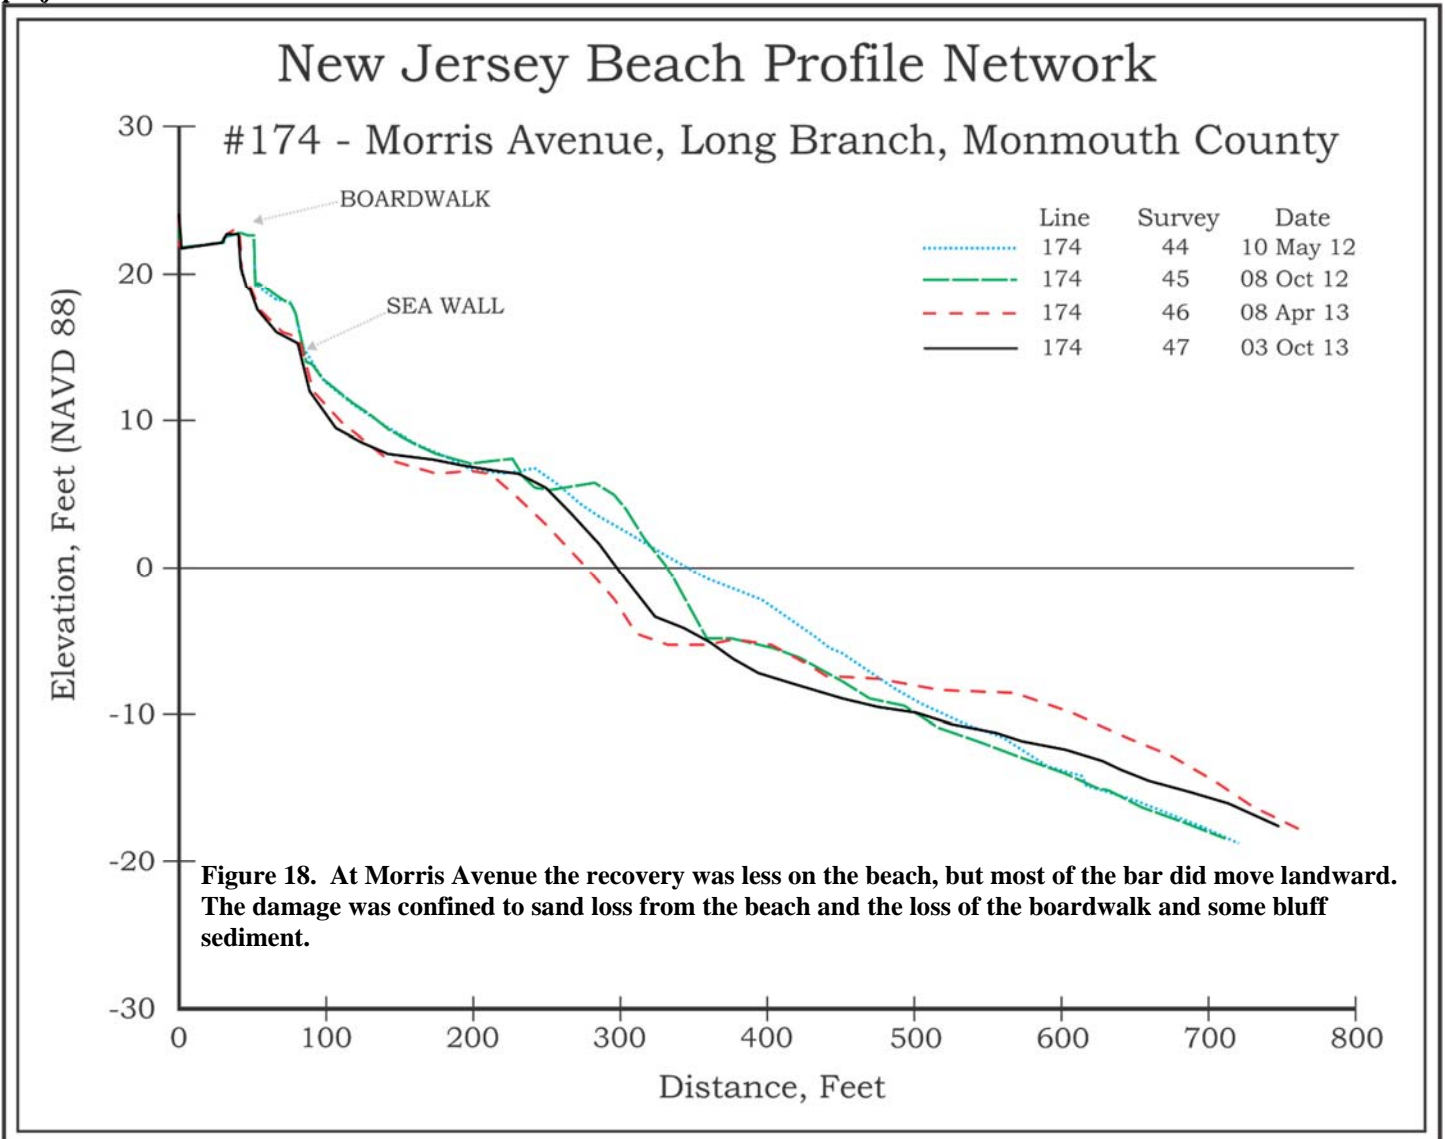 New Jersey Beach Profile Network
#174 - Morris Avenue, Long Branch, Monmouth County
30
20
10
0
-10
-20
-30
Elevation, Feet (NAVD 88)
BOARDWALK
SEA WALL
Line Survey Date
174 44 10 May 12
174 45 08 Oct 12
174 46 08 Apr 13
174 47 03 Oct 13
Figure 18. At Morris Avenue the recovery was less on the beach, but most of the bar did move landward.
The damage was confined to sand loss from the beach and the loss of the boardwalk and some bluff
sediment.
0 100 200 300 400 500 600 700 800
Distance, Feet